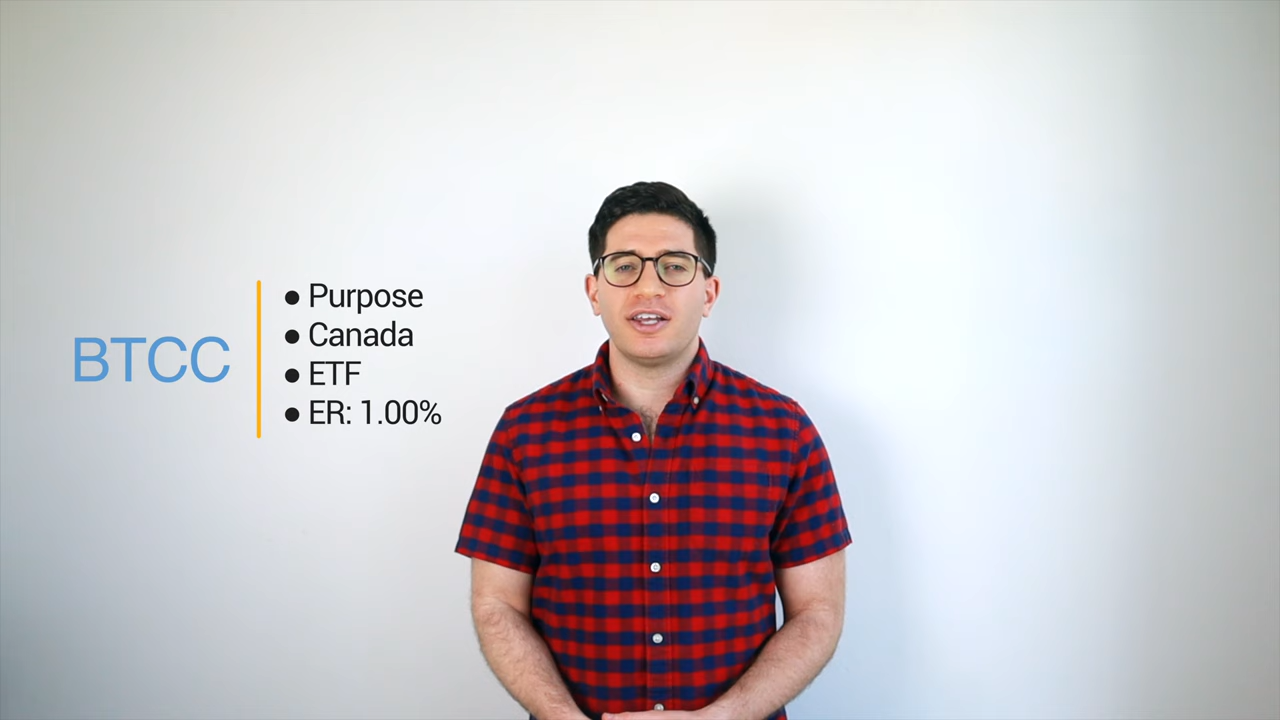 BTCC
● Purpose
● Canada
● ETF
● ER: 1.00%